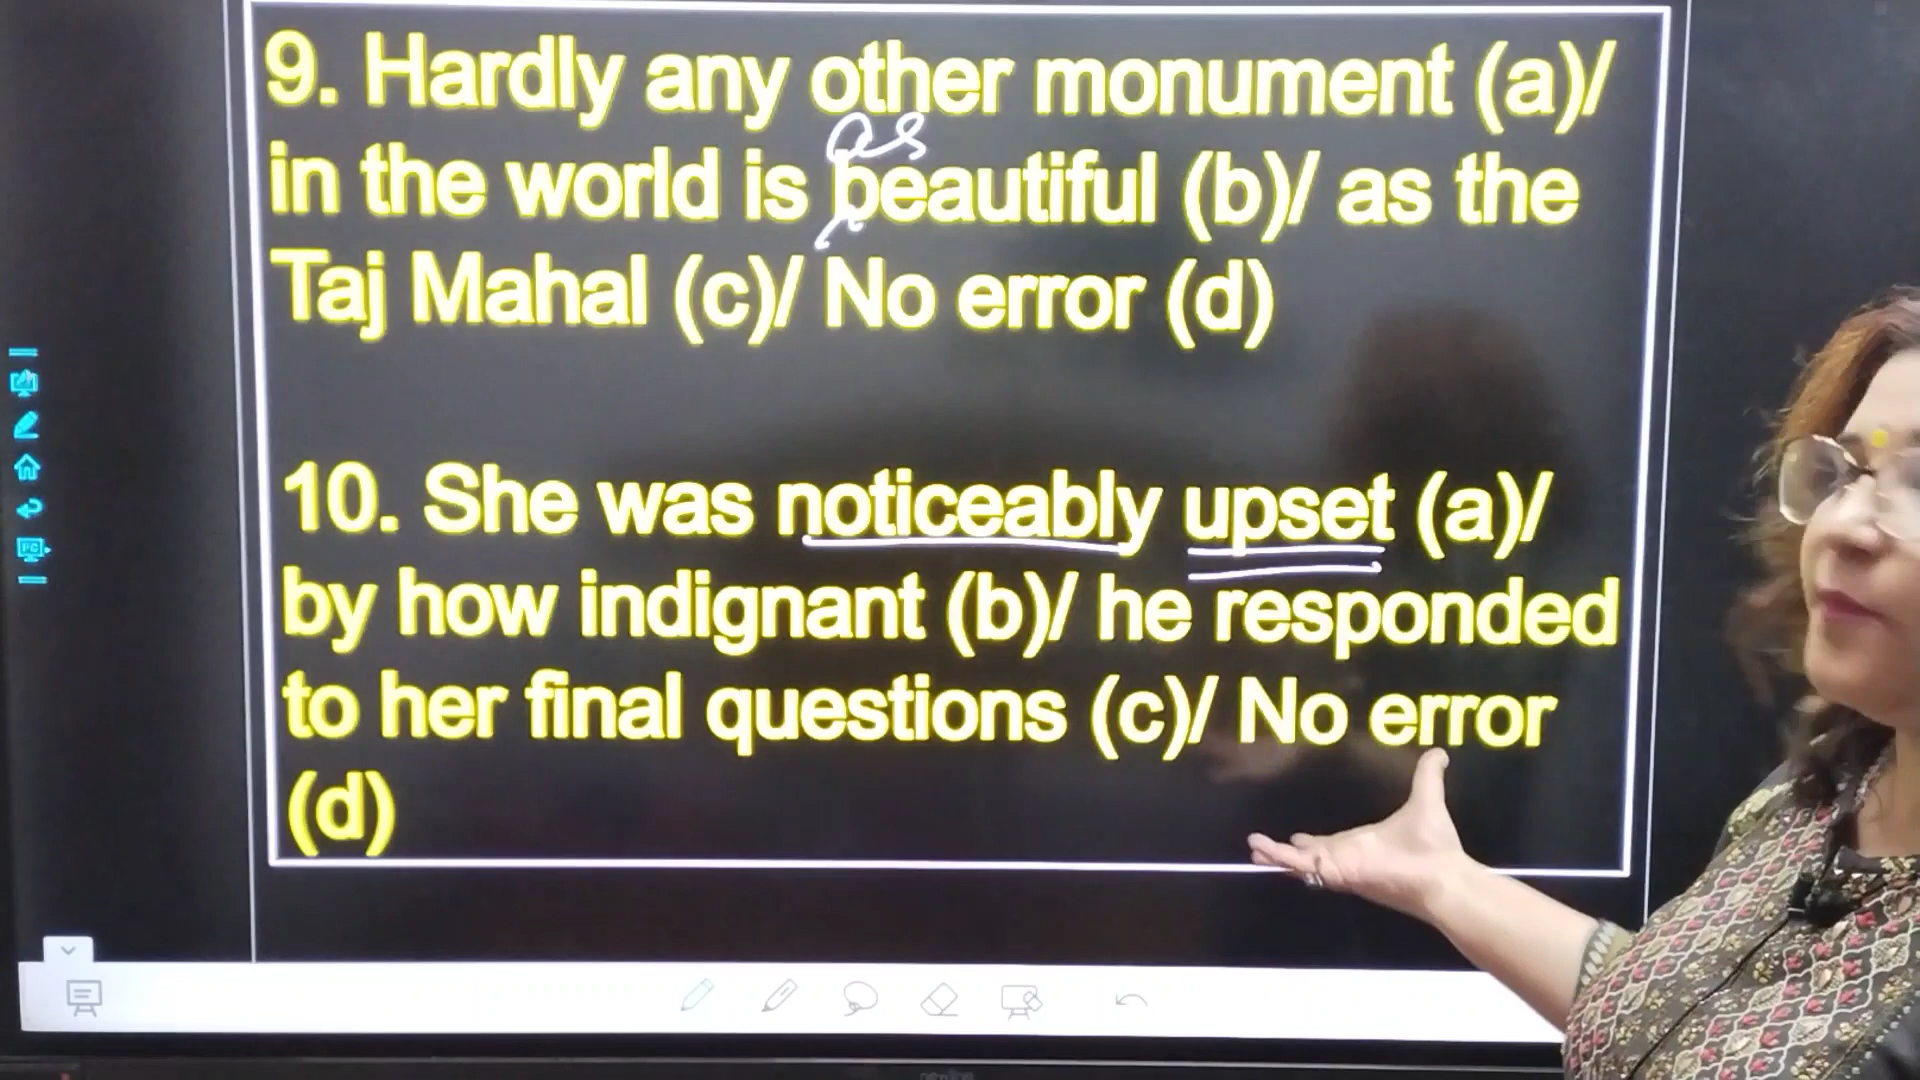 9. Hardly any other monument (a)/
as
in the world is beautiful (b)/ as the
Taj Mahal (c)/ No error (d)
10. She was noticeably upset (a)/
by how indignant (b)/ he responded
to her final questions (c)/ No error
(d)
PC